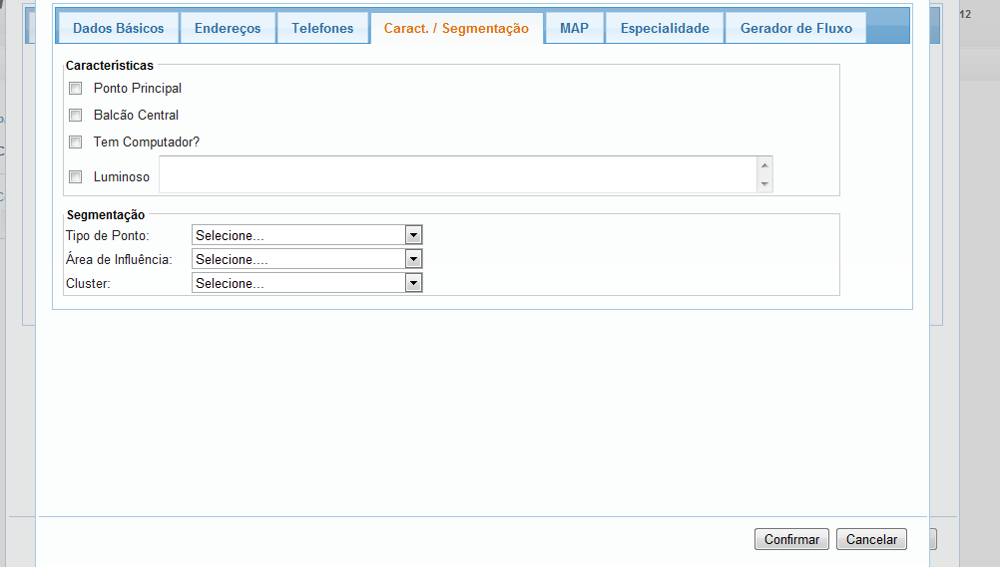 12
Dados Básicos Endereços Telefones Caract. / Segmentação MAP Especialidade Gerador de Fluxo
Características
Ponto Principal
Balcão Central
Tem Computador?
Luminoso
Segmentação
Tipo de Ponto: Selecione...
Área de Influência: Selecione....
Cluster: Selecione...
Confirmar Cancelar